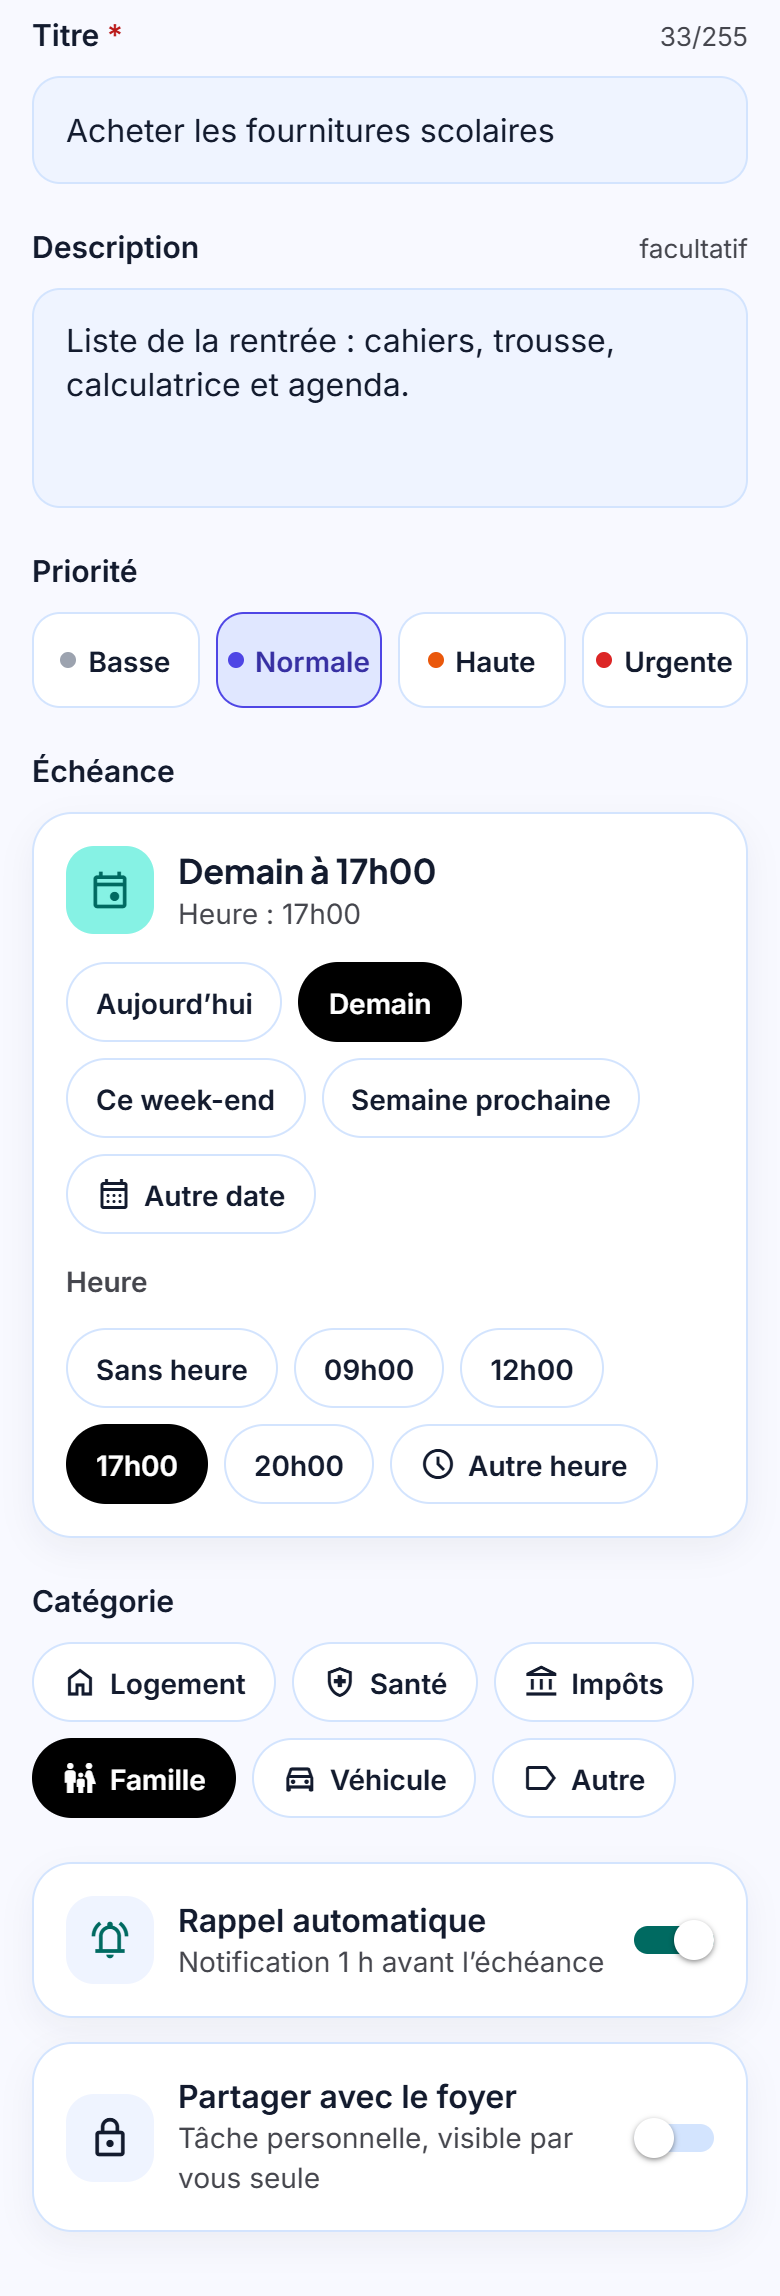 Titre * 33/255
Acheter les fournitures scolaires
Description facultatif
Liste de la rentrée : cahiers, trousse,
calculatrice et agenda.
Priorité
Basse Normale Haute Urgente
Échéance
Demain à 17h00
Heure : 17h00
Aujourd’hui Demain
Ce week-end Semaine prochaine
Autre date
Heure
Sans heure 09h00 12h00
17h00 20h00 Autre heure
Catégorie
Logement Santé Impôts
Famille Véhicule Autre
Rappel automatique
Notification 1 h avant l’échéance
Partager avec le foyer
Tâche personnelle, visible par
vous seule